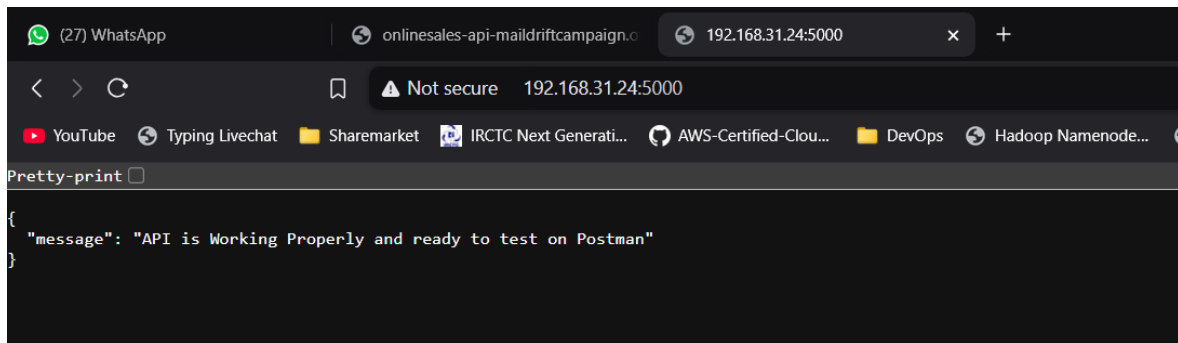 (27) WhatsApp onlinesales-api-maildriftcampaign.o 192.168.31.24:5000
Not secure 192.168.31.24:5000
YouTube Typing Livechat Sharemarket IRCTC Next Generati... AWS-Certified-Clou... DevOps Hadoop Namenode...
Pretty-print
{
"message": "API is Working Properly and ready to test on Postman"
}